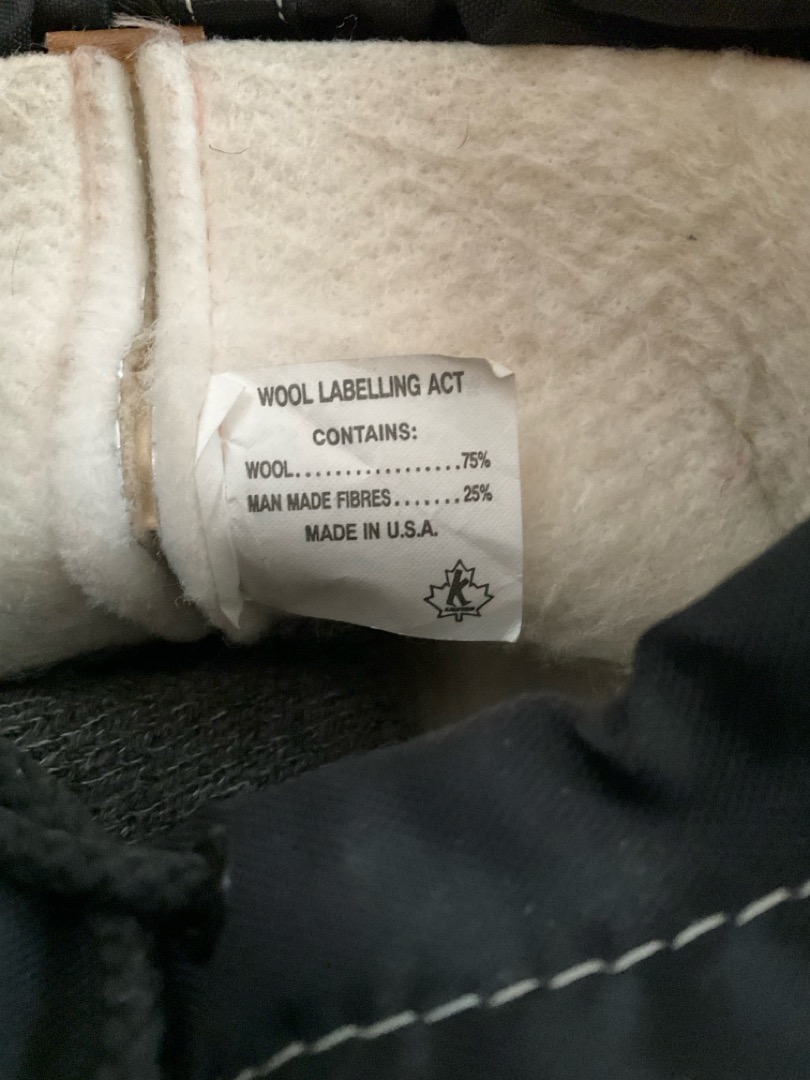 WOOL LABELLING ACT
CONTAINS:
WOOL.................75%
MAN MADE FIBRES.......25%
MADE IN U.S.A.
K